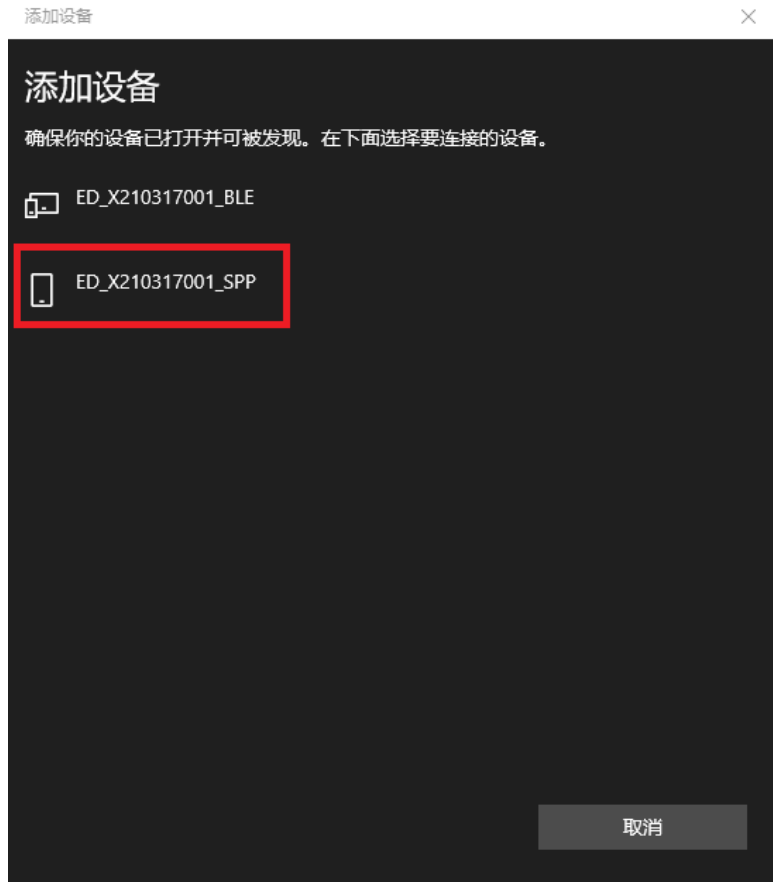 添加设备
添加设备
确保你的设备已打开并可被发现。在下面选择要连接的设备。
ED_X210317001_BLE
ED_X210317001_SPP
取消